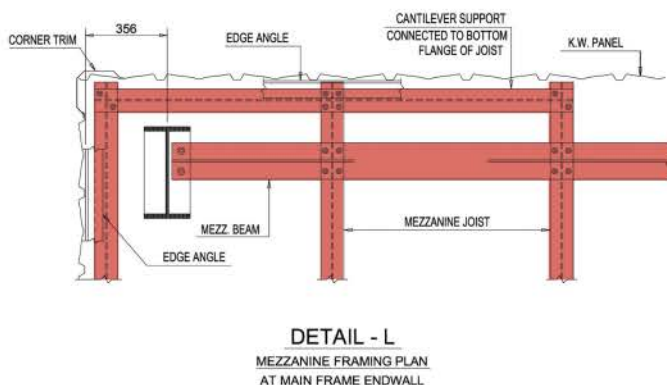 356
CORNER TRIM
EDGE ANGLE
CANTILEVER SUPPORT
CONNECTED TO BOTTOM
FLANGE OF JOIST
K.W. PANEL
MEZZ. BEAM
MEZZANINE JOIST
EDGE ANGLE
DETAIL - L
MEZZANINE FRAMING PLAN
AT MAIN FRAME ENDWALL